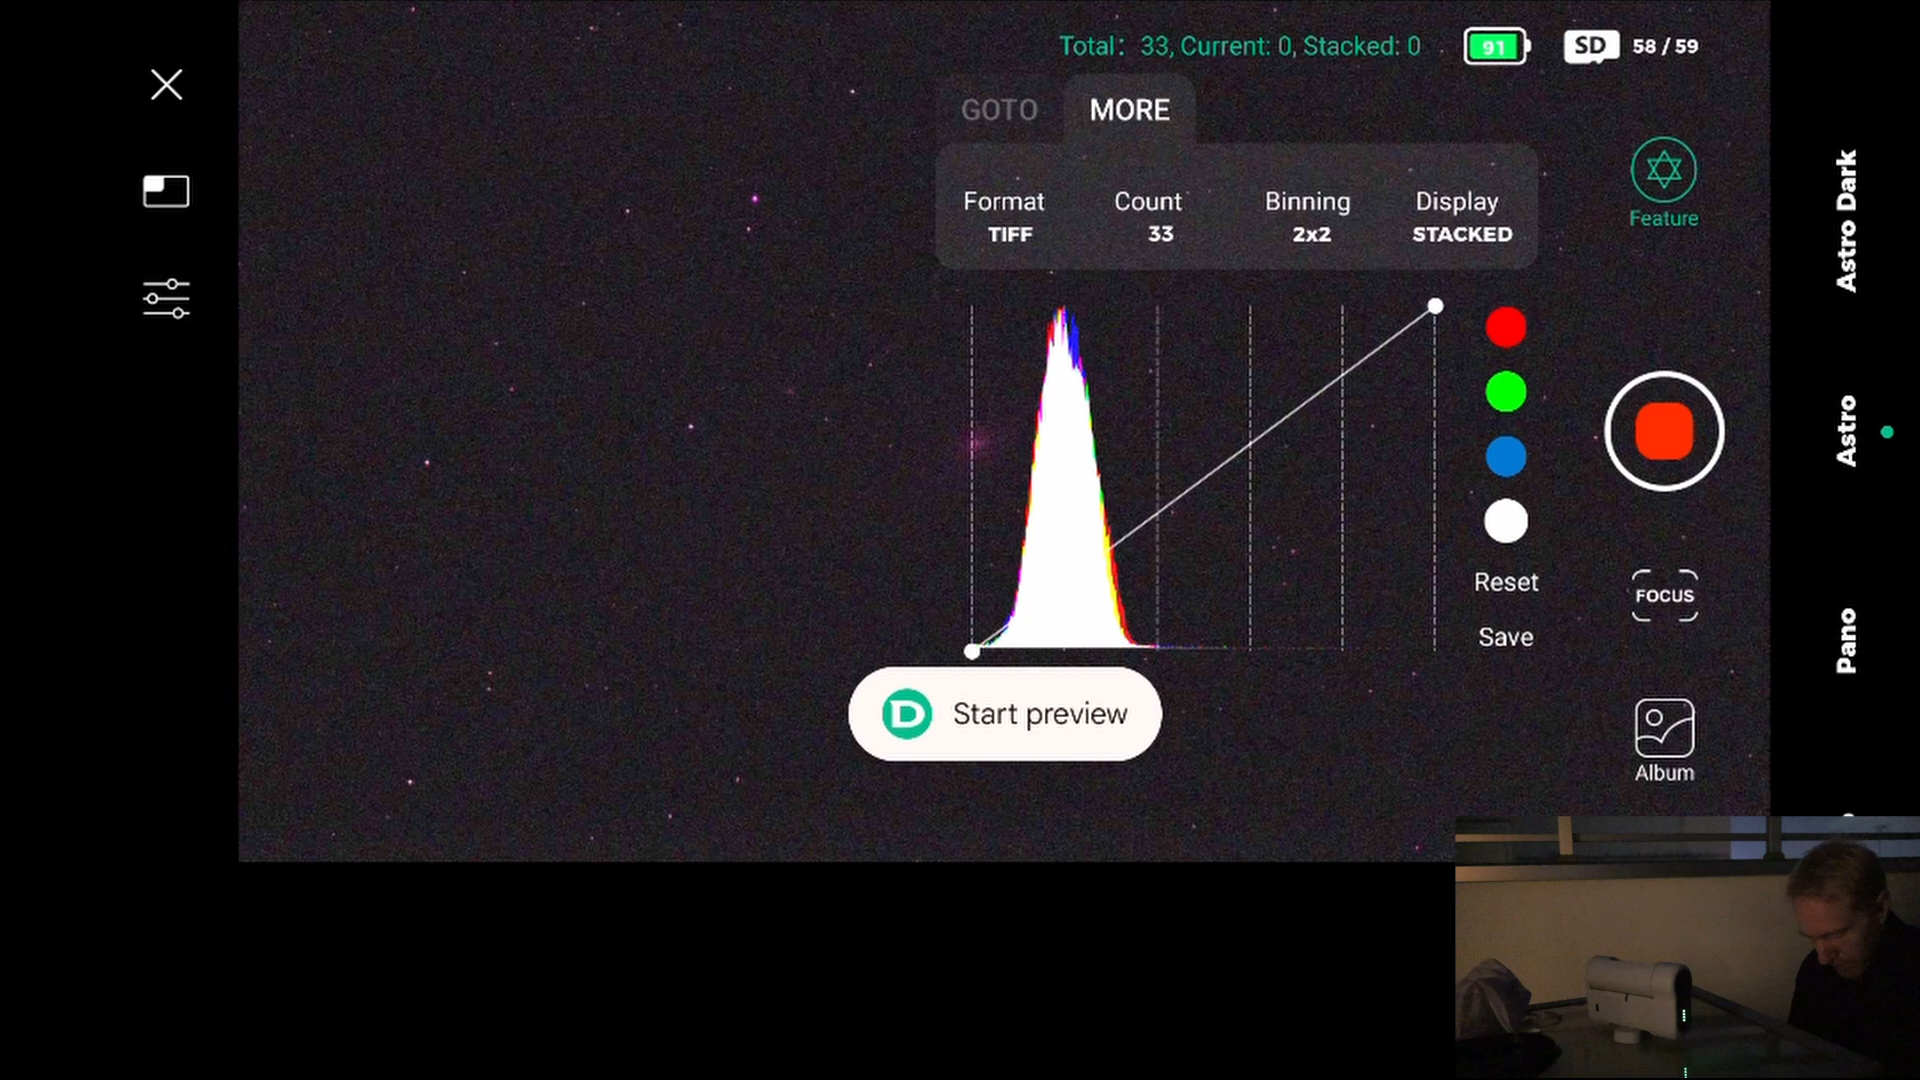 Total: 33, Current: 0, Stacked: 0
91
SD 58 / 59
GOTO MORE
Format Count Binning Display
TIFF 33 2x2 STACKED
Feature
Reset
Save
FOCUS
D Start preview
Album
Astro Dark
Astro
Pano